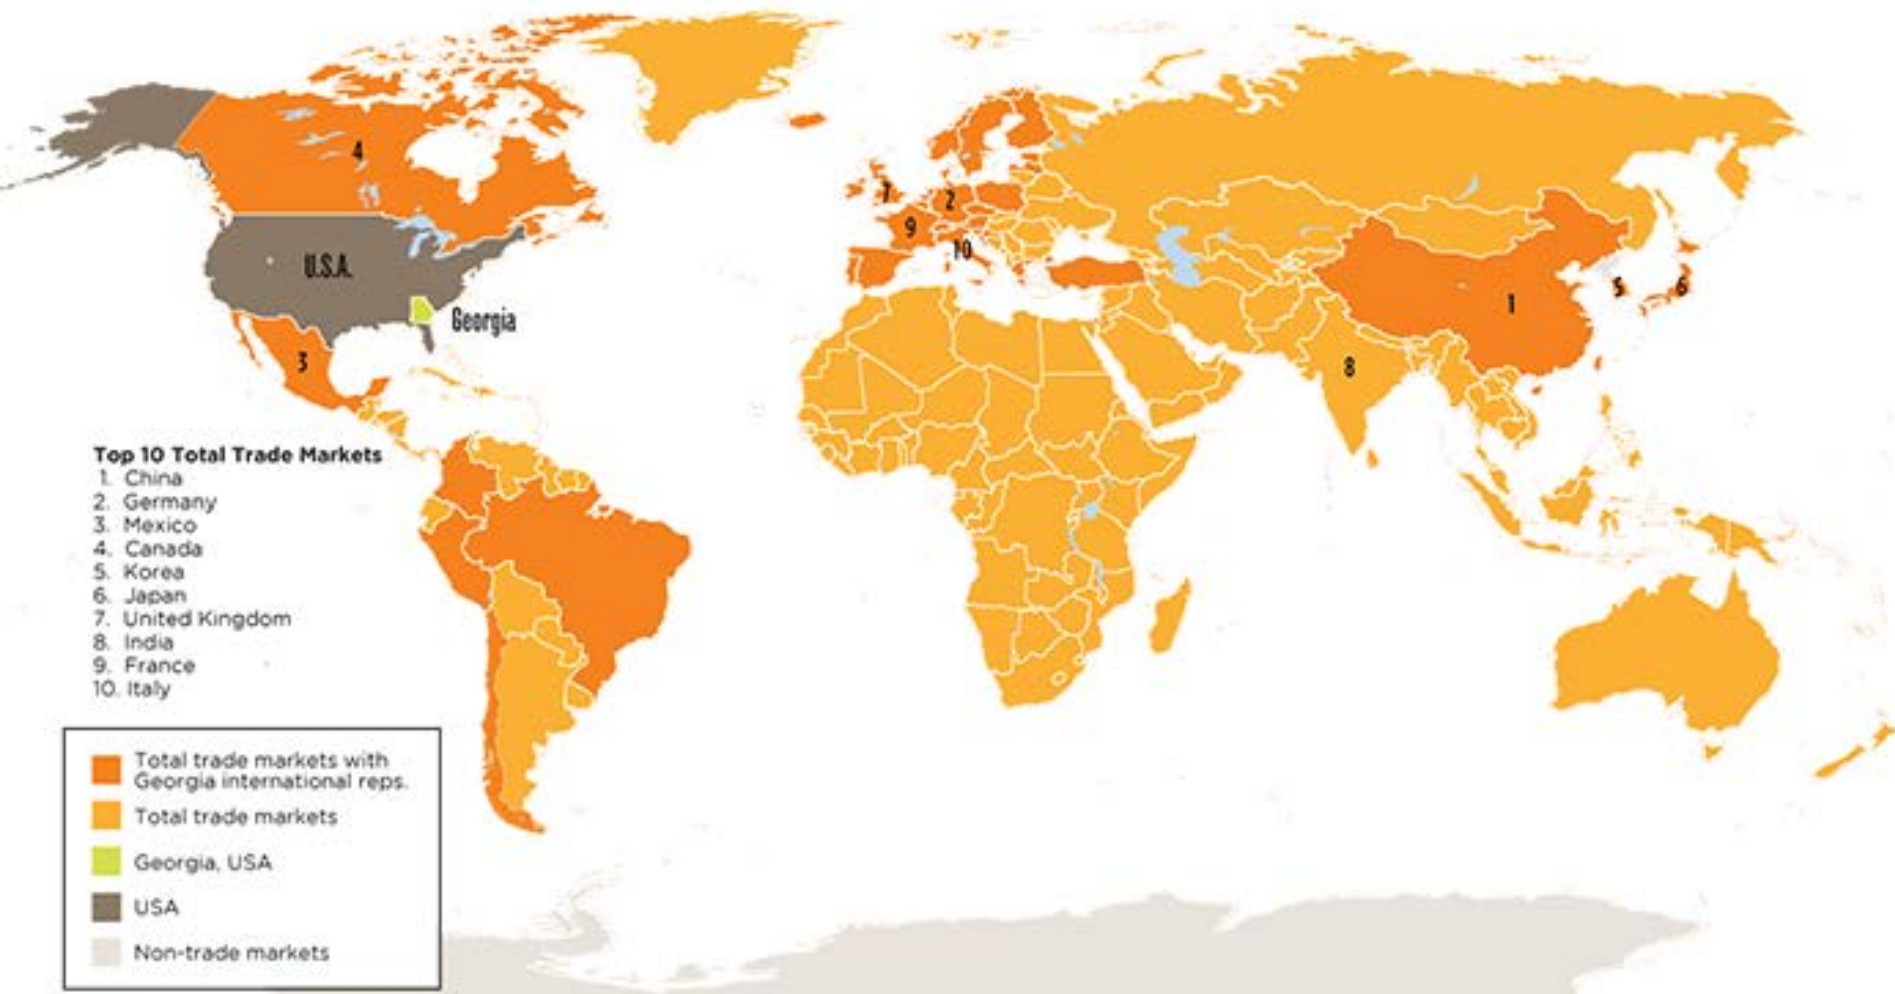 4
7
2
9
10
U.S.A.
Georgia
3
1
5
6
8
Top 10 Total Trade Markets
1. China
2. Germany
3. Mexico
4. Canada
5. Korea
6. Japan
7. United Kingdom
8. India
9. France
10. Italy
Total trade markets with
Georgia international reps.
Total trade markets
Georgia, USA
USA
Non-trade markets